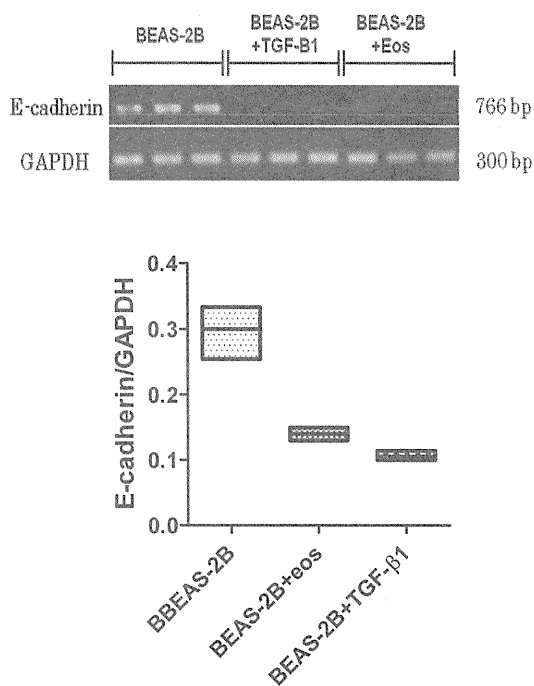 BEAS-2B
BEAS-2B
+TGF-B1
BEAS-2B
+Eos
E-cadherin
766 bp
GAPDH
300 bp
E-cadherin/GAPDH
0.4
0.3
0.2
0.1
0.0
BBEAS-2B
BEAS-2B+eos
BEAS-2B+TGF-β1